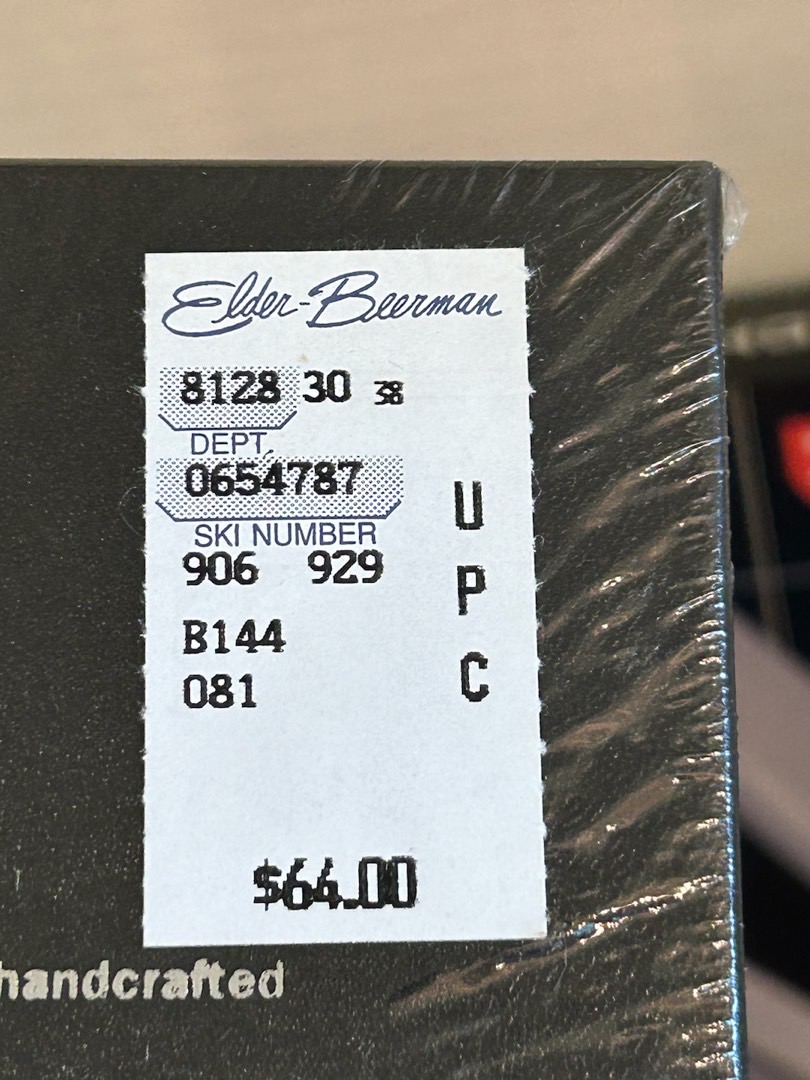 Elder-Beerman
8128 30 38
DEPT.
0654787
SKI NUMBER
906 929
B144
081
U
P
C
$64.00
handcrafted